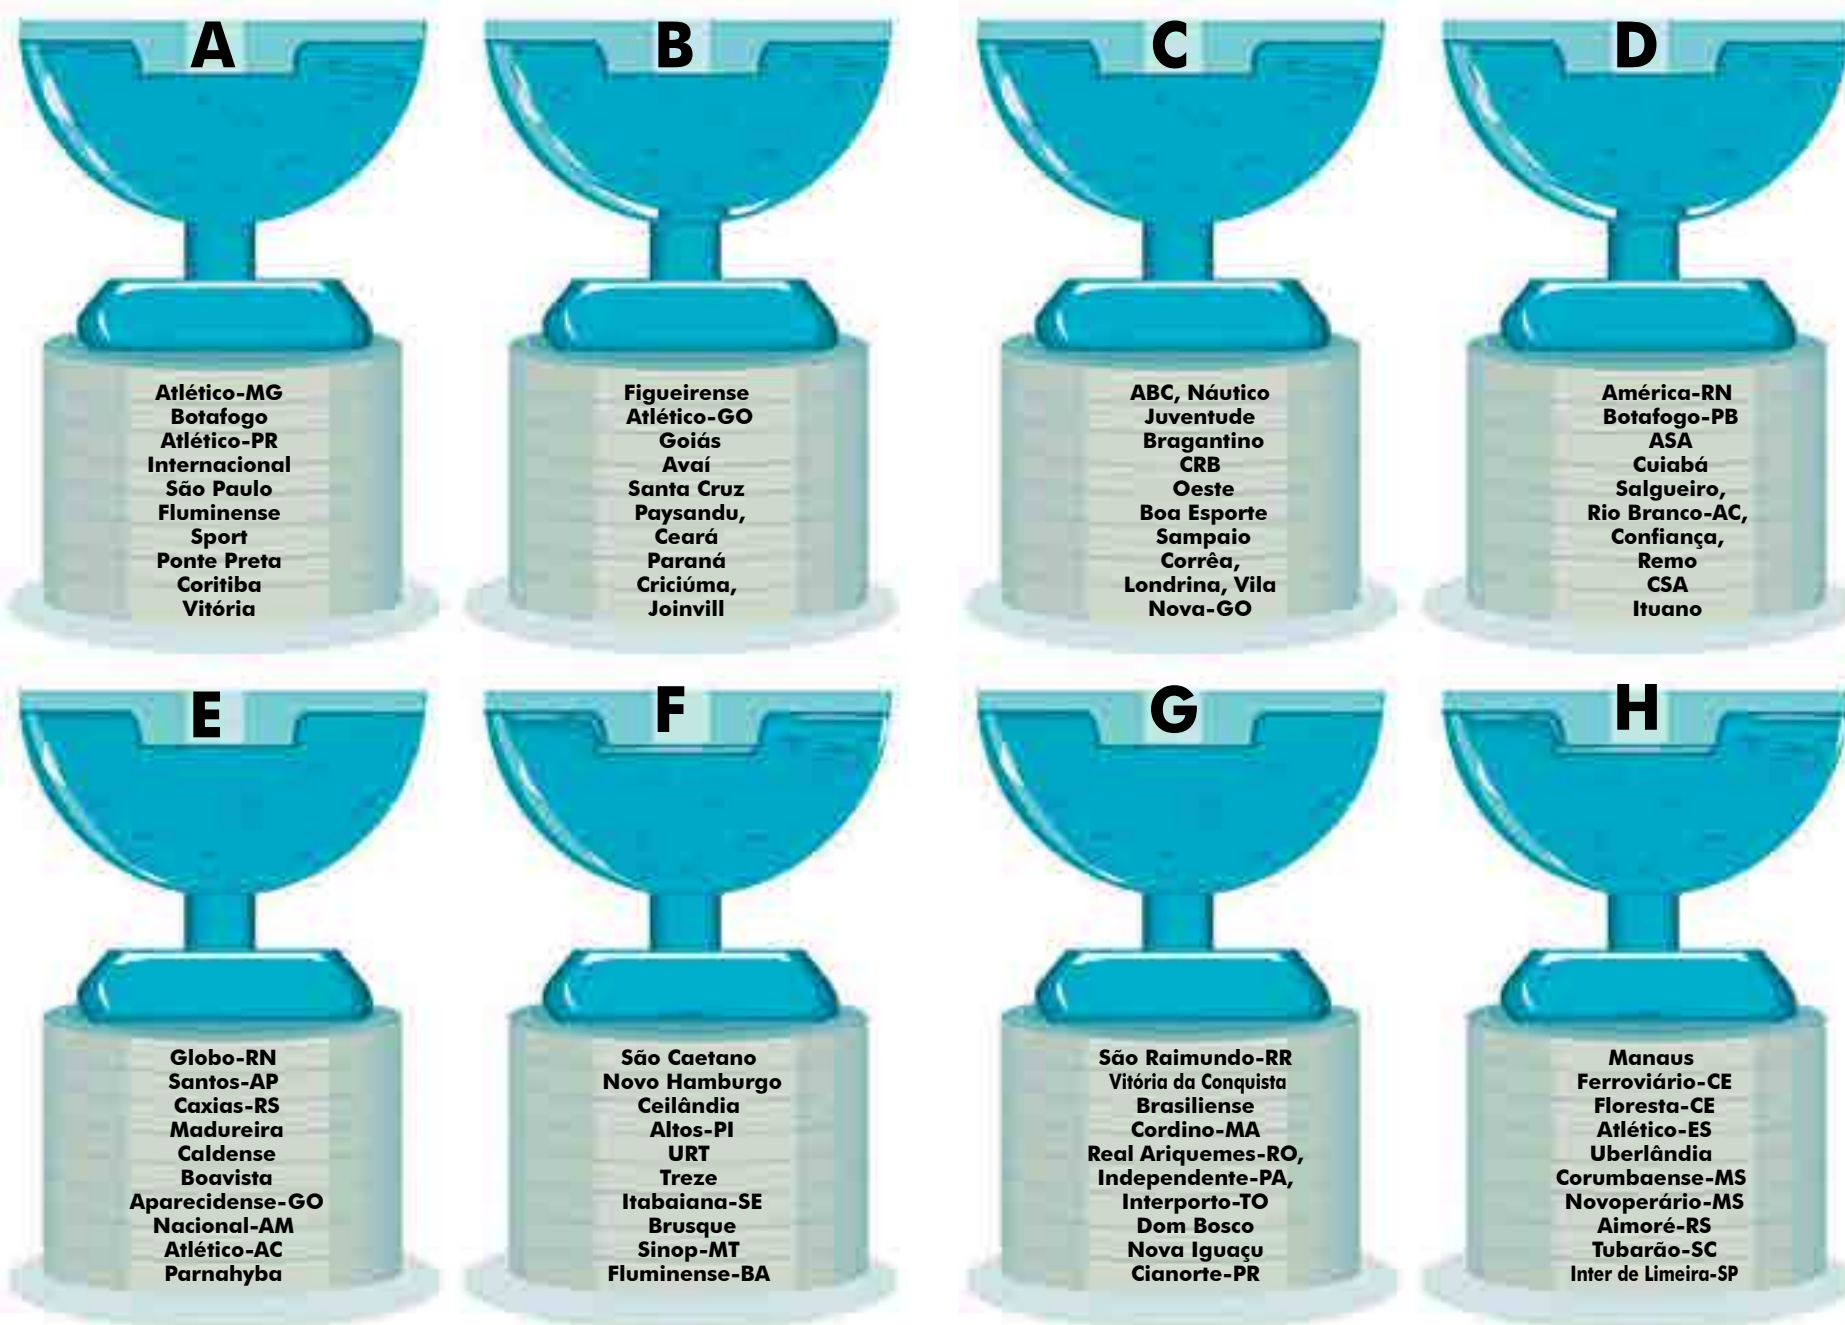 A
Atlético-MG
Botafogo
Atlético-PR
Internacional
São Paulo
Fluminense
Sport
Ponte Preta
Coritiba
Vitória
B
Figueirense
Atlético-GO
Goiás
Avaí
Santa Cruz
Paysandu,
Ceará
Paraná
Criciúma,
Joinvill
C
ABC, Náutico
Juventude
Bragantino
CRB
Oeste
Boa Esporte
Sampaio
Corrêa,
Londrina, Vila
Nova-GO
D
América-RN
Botafogo-PB
ASA
Cuiabá
Salgueiro,
Rio Branco-AC,
Confiança,
Remo
CSA
Ituano
E
Globo-RN
Santos-AP
Caxias-RS
Madureira
Caldense
Boavista
Aparecidense-GO
Nacional-AM
Atlético-AC
Parnahyba
F
São Caetano
Novo Hamburgo
Ceilândia
Altos-PI
URT
Treze
Itabaiana-SE
Brusque
Sinop-MT
Fluminense-BA
G
São Raimundo-RR
Vitória da Conquista
Brasiliense
Cordino-MA
Real Ariquemes-RO,
Independente-PA,
Interporto-TO
Dom Bosco
Nova Iguaçu
Cianorte-PR
H
Manaus
Ferroviário-CE
Floresta-CE
Atlético-ES
Uberlândia
Corumbaense-MS
Novoperário-MS
Aimoré-RS
Tubarão-SC
Inter de Limeira-SP